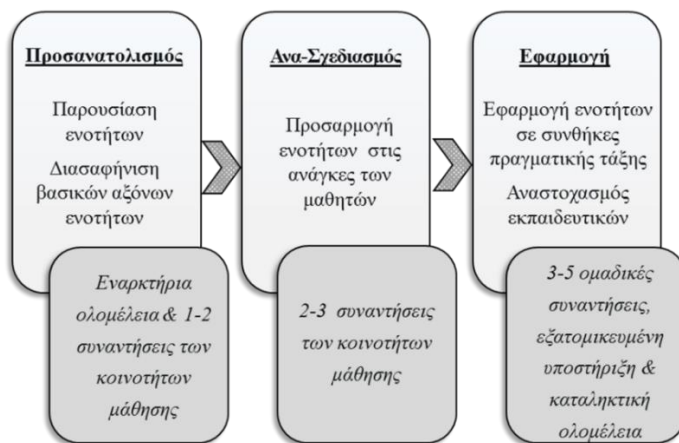 Προσανατολισμός
Παρουσίαση
ενοτήτων
Διασαφήνιση
βασικών αξόνων
ενοτήτων
Εναρκτήρια
ολομέλεια & 1-2
συναντήσεις των
κοινοτήτων
μάθησης
Ανα-Σχεδιασμός
Προσαρμογή
ενοτήτων στις
ανάγκες των
μαθητών
2-3 συναντήσεις
των κοινοτήτων
μάθησης
Εφαρμογή
Εφαρμογή ενοτήτων
σε συνθήκες
πραγματικής τάξης
Αναστοχασμός
εκπαιδευτικών
3-5 ομαδικές
συναντήσεις,
εξατομικευμένη
υποστήριξη &
καταληκτική
ολομέλεια